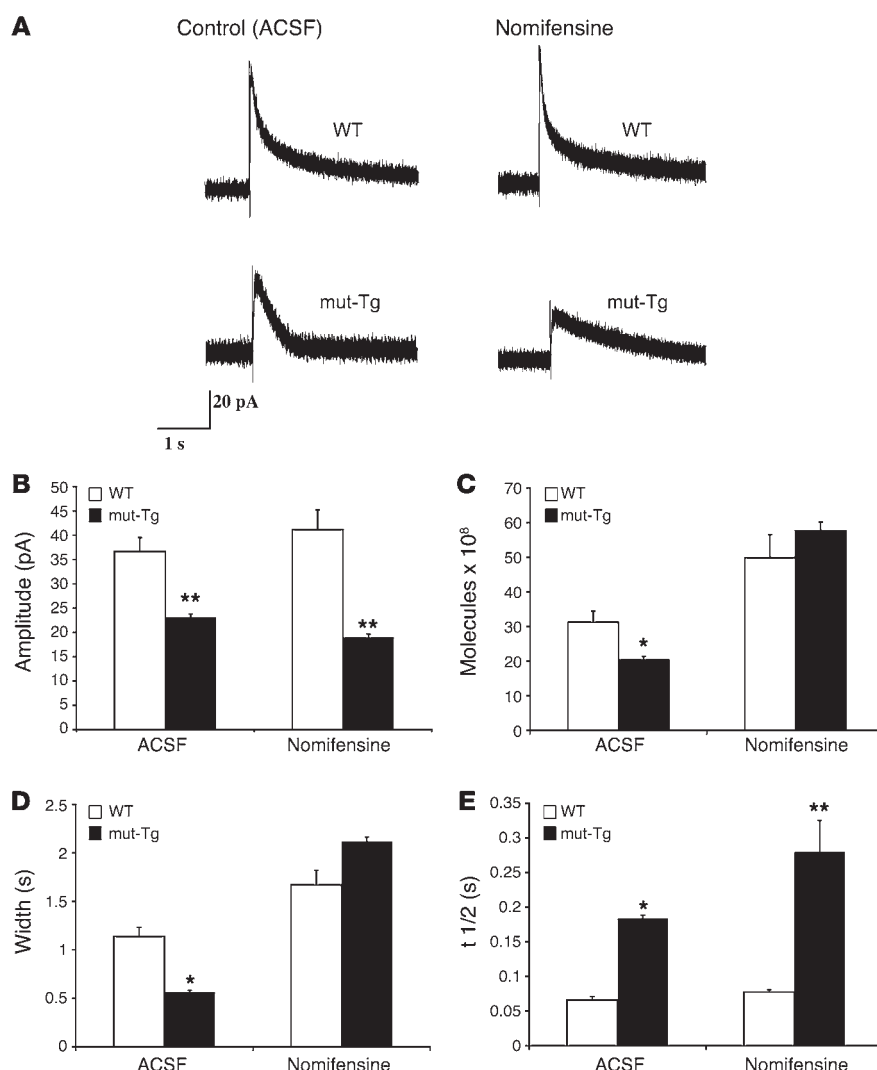 A
Control (ACSF)
Nomifensine
WT
WT
mut-Tg
mut-Tg
20 pA
1 s
B
WT
mut-Tg
Amplitude (pA)
50
45
40
35
30
25
20
15
10
5
0
**
**
ACSF
Nomifensine
C
WT
mut-Tg
Molecules x 10⁸
70
60
50
40
30
20
10
0
*
ACSF
Nomifensine
D
WT
mut-Tg
Width (s)
2.5
2
1.5
1
0.5
0
*
ACSF
Nomifensine
E
WT
mut-Tg
t 1/2 (s)
0.35
0.3
0.25
0.2
0.15
0.1
0.05
0
*
**
ACSF
Nomifensine